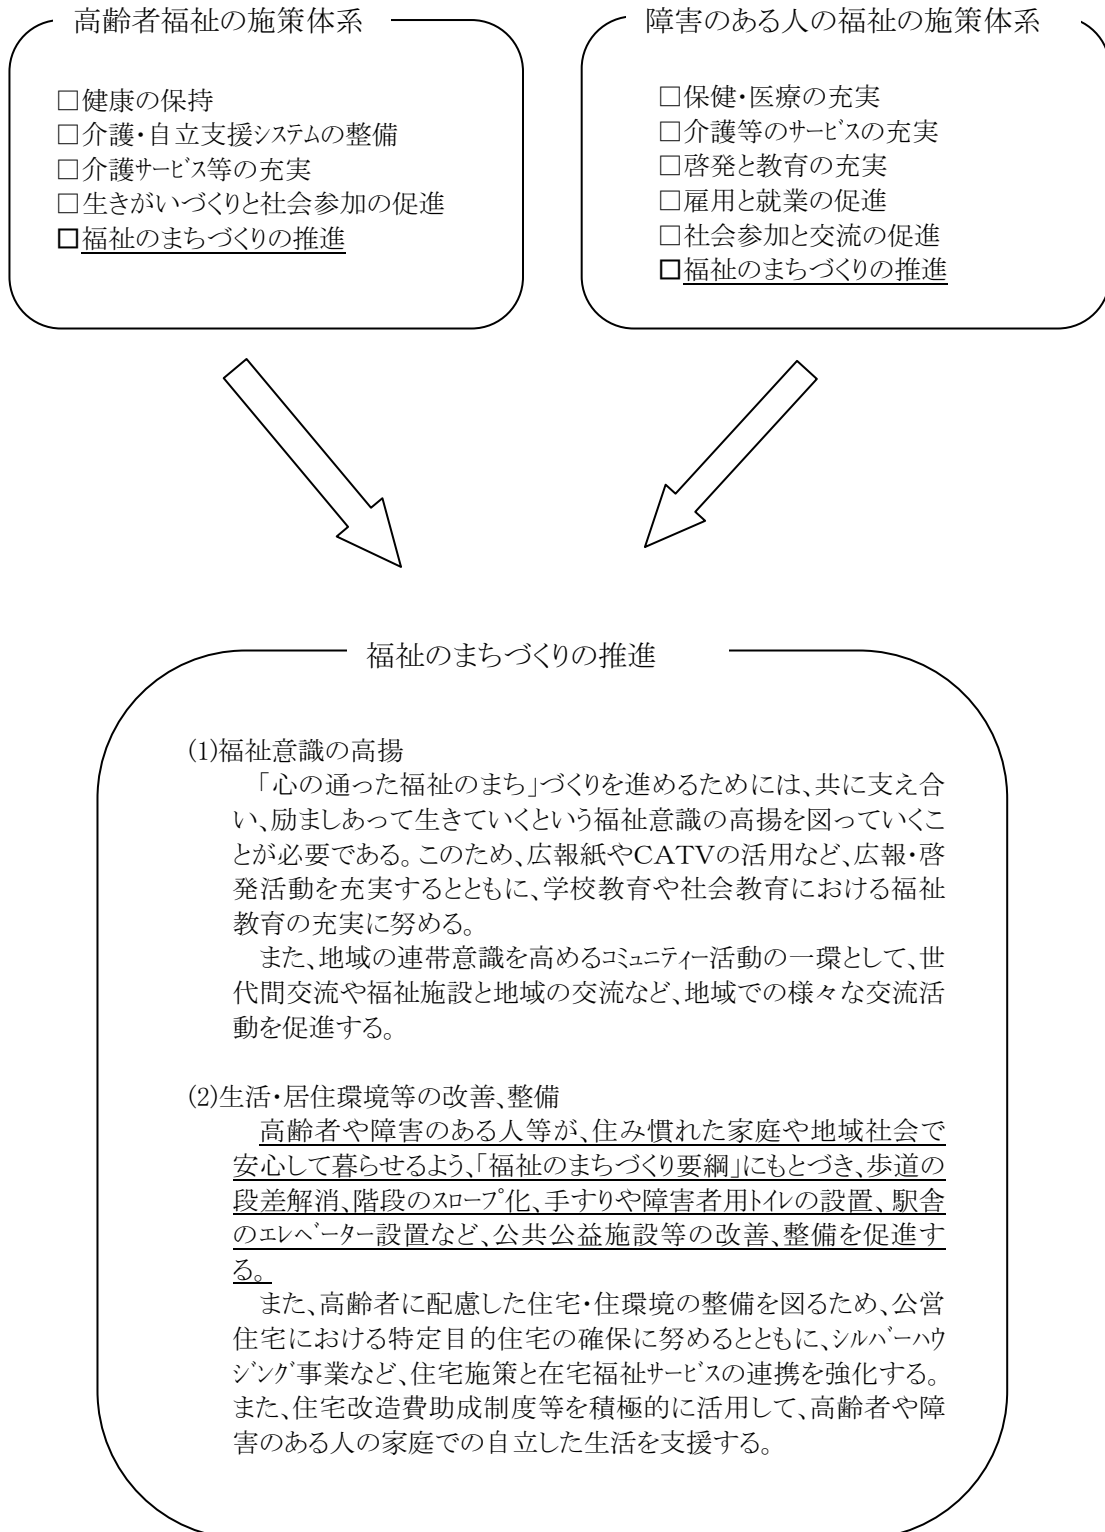 高齢者福祉の施策体系
□健康の保持
□介護・自立支援システムの整備
□介護サービス等の充実
□生きがいづくりと社会参加の促進
□福祉のまちづくりの推進
障害のある人の福祉の施策体系
□保健・医療の充実
□介護等のサービスの充実
□啓発と教育の充実
□雇用と就業の促進
□社会参加と交流の促進
□福祉のまちづくりの推進
福祉のまちづくりの推進
(1)福祉意識の高揚
「心の通った福祉のまち」づくりを進めるためには、共に支え合
い、励ましあって生きていくという福祉意識の高揚を図っていくこ
とが必要である。このため、広報紙やCATVの活用など、広報・啓
発活動を充実するとともに、学校教育や社会教育における福祉
教育の充実に努める。
また、地域の連帯意識を高めるコミュニティー活動の一環として、世
代間交流や福祉施設と地域の交流など、地域での様々な交流活
動を促進する。
(2)生活・居住環境等の改善、整備
高齢者や障害のある人等が、住み慣れた家庭や地域社会で
安心して暮らせるよう、「福祉のまちづくり要綱」にもとづき、歩道の
段差解消、階段のスロープ化、手すりや障害者用トイレの設置、駅舎
のエレベーター設置など、公共公益施設等の改善、整備を促進す
る。
また、高齢者に配慮した住宅・住環境の整備を図るため、公営
住宅における特定目的住宅の確保に努めるとともに、シルバーハウ
ジング事業など、住宅施策と在宅福祉サービスの連携を強化する。
また、住宅改造費助成制度等を積極的に活用して、高齢者や障
害のある人の家庭での自立した生活を支援する。